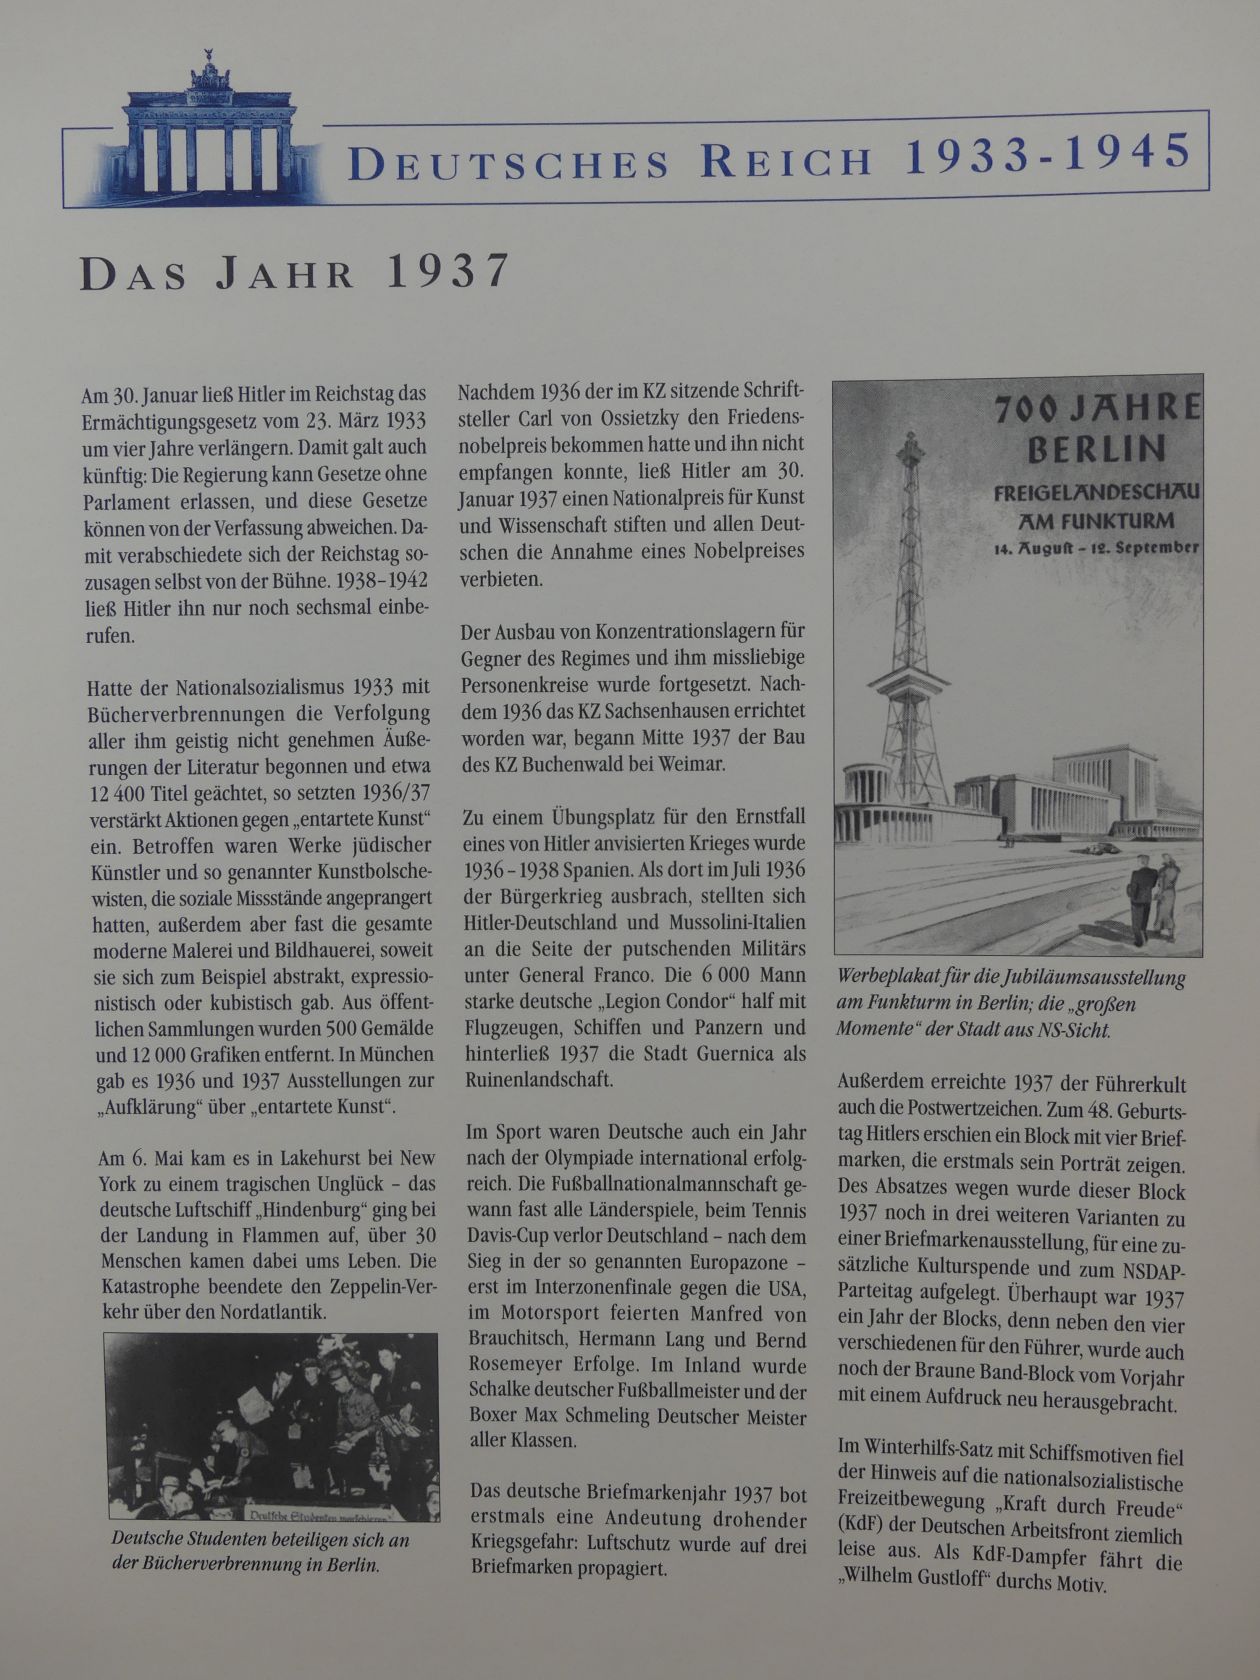 DEUTSCHES REICH 1933-1945
DAS JAHR 1937
Am 30. Januar ließ Hitler im Reichstag das
Ermächtigungsgesetz vom 23. März 1933
um vier Jahre verlängern. Damit galt auch
künftig: Die Regierung kann Gesetze ohne
Parlament erlassen, und diese Gesetze
können von der Verfassung abweichen. Da-
mit verabschiedete sich der Reichstag so-
zusagen selbst von der Bühne. 1938–1942
ließ Hitler ihn nur noch sechsmal einbe-
rufen.
Hatte der Nationalsozialismus 1933 mit
Bücherverbrennungen die Verfolgung
aller ihm geistig nicht genehmen Äuße-
rungen der Literatur begonnen und etwa
12 400 Titel geächtet, so setzten 1936/37
verstärkt Aktionen gegen „entartete Kunst“
ein. Betroffen waren Werke jüdischer
Künstler und so genannter Kunstbolsche-
wisten, die soziale Missstände angeprangert
hatten, außerdem aber fast die gesamte
moderne Malerei und Bildhauerei, soweit
sie sich zum Beispiel abstrakt, expressio-
nistisch oder kubistisch gab. Aus öffent-
lichen Sammlungen wurden 500 Gemälde
und 12 000 Grafiken entfernt. In München
gab es 1936 und 1937 Ausstellungen zur
„Aufklärung“ über „entartete Kunst“.
Am 6. Mai kam es in Lakehurst bei New
York zu einem tragischen Unglück – das
deutsche Luftschiff „Hindenburg“ ging bei
der Landung in Flammen auf, über 30
Menschen kamen dabei ums Leben. Die
Katastrophe beendete den Zeppelin-Ver-
kehr über den Nordatlantik.
Deutsche Studenten marschieren
Deutsche Studenten beteiligen sich an
der Bücherverbrennung in Berlin.
Nachdem 1936 der im KZ sitzende Schrift-
steller Carl von Ossietzky den Friedens-
nobelpreis bekommen hatte und ihn nicht
empfangen konnte, ließ Hitler am 30.
Januar 1937 einen Nationalpreis für Kunst
und Wissenschaft stiften und allen Deut-
schen die Annahme eines Nobelpreises
verbieten.
Der Ausbau von Konzentrationslagern für
Gegner des Regimes und ihm missliebige
Personenkreise wurde fortgesetzt. Nach-
dem 1936 das KZ Sachsenhausen errichtet
worden war, begann Mitte 1937 der Bau
des KZ Buchenwald bei Weimar.
Zu einem Übungsplatz für den Ernstfall
eines von Hitler anvisierten Krieges wurde
1936–1938 Spanien. Als dort im Juli 1936
der Bürgerkrieg ausbrach, stellten sich
Hitler-Deutschland und Mussolini-Italien
an die Seite der putschenden Militärs
unter General Franco. Die 6 000 Mann
starke deutsche „Legion Condor“ half mit
Flugzeugen, Schiffen und Panzern und
hinterließ 1937 die Stadt Guernica als
Ruinenlandschaft.
Im Sport waren Deutsche auch ein Jahr
nach der Olympiade international erfolg-
reich. Die Fußballnationalmannschaft ge-
wann fast alle Länderspiele, beim Tennis
Davis-Cup verlor Deutschland – nach dem
Sieg in der so genannten Europazone –
erst im Interzonenfinale gegen die USA,
im Motorsport feierten Manfred von
Brauchitsch, Hermann Lang und Bernd
Rosemeyer Erfolge. Im Inland wurde
Schalke deutscher Fußballmeister und der
Boxer Max Schmeling Deutscher Meister
aller Klassen.
Das deutsche Briefmarkenjahr 1937 bot
erstmals eine Andeutung drohender
Kriegsgefahr: Luftschutz wurde auf drei
Briefmarken propagiert.
700 JAHRE
BERLIN
FREIGELÄNDESCHAU
AM FUNKTURM
14. August – 12. September
Werbeplakat für die Jubiläumsausstellung
am Funkturm in Berlin; die „großen
Momente“ der Stadt aus NS-Sicht.
Außerdem erreichte 1937 der Führerkult
auch die Postwertzeichen. Zum 48. Geburts-
tag Hitlers erschien ein Block mit vier Brief-
marken, die erstmals sein Porträt zeigen.
Des Absatzes wegen wurde dieser Block
1937 noch in drei weiteren Varianten zu
einer Briefmarkenausstellung, für eine zu-
sätzliche Kulturspende und zum NSDAP-
Parteitag aufgelegt. Überhaupt war 1937
ein Jahr der Blocks, denn neben den vier
verschiedenen für den Führer, wurde auch
noch der Braune Band-Block vom Vorjahr
mit einem Aufdruck neu herausgebracht.
Im Winterhilfs-Satz mit Schiffsmotiven fiel
der Hinweis auf die nationalsozialistische
Freizeitbewegung „Kraft durch Freude“
(KdF) der Deutschen Arbeitsfront ziemlich
leise aus. Als KdF-Dampfer fährt die
„Wilhelm Gustloff“ durchs Motiv.